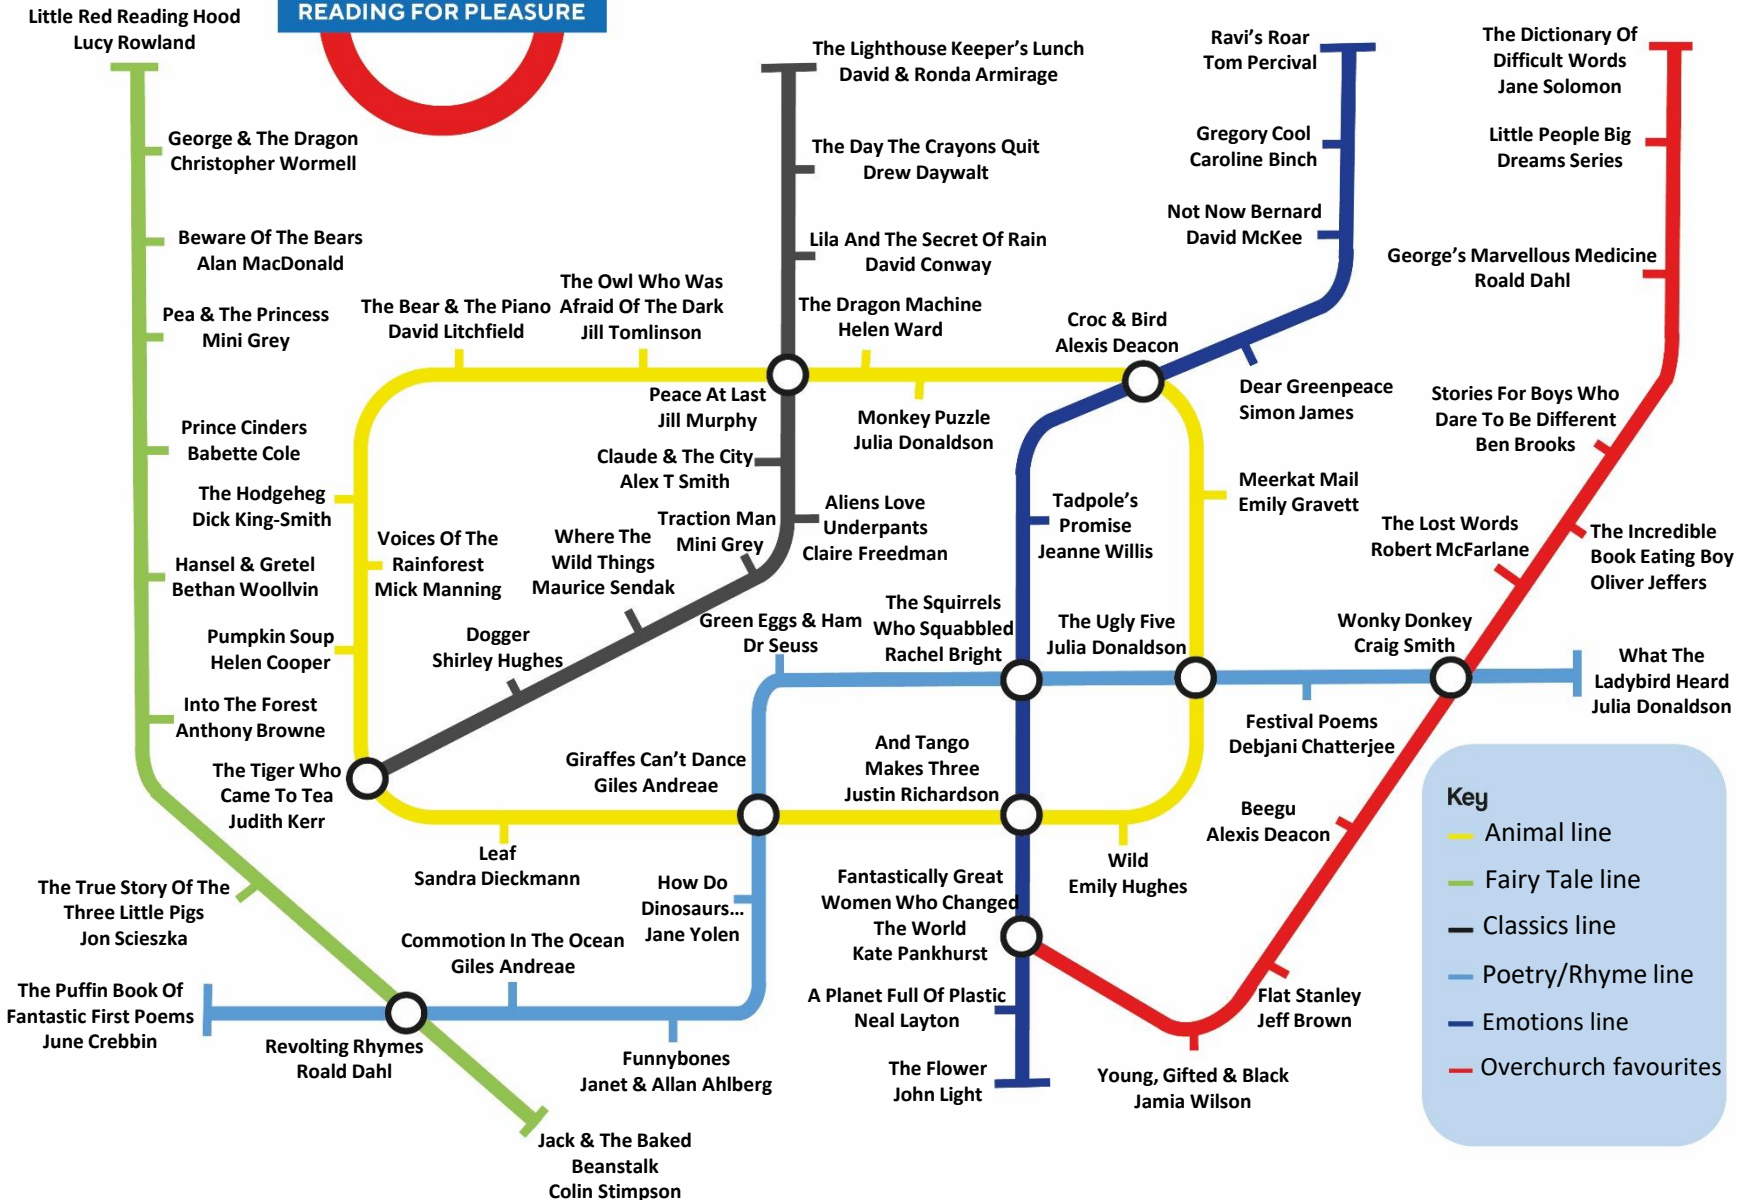 READING FOR PLEASURE
Little Red Reading Hood
Lucy Rowland
George & The Dragon
Christopher Wormell
Beware Of The Bears
Alan MacDonald
Pea & The Princess
Mini Grey
Prince Cinders
Babette Cole
Hansel & Gretel
Bethan Woollvin
Into The Forest
Anthony Browne
The True Story Of The
Three Little Pigs
Jon Scieszka
Revolting Rhymes
Roald Dahl
Jack & The Baked
Beanstalk
Colin Stimpson
The Bear & The Piano
David Litchfield
The Owl Who Was
Afraid Of The Dark
Jill Tomlinson
The Hodgeheg
Dick King-Smith
Voices Of The
Rainforest
Mick Manning
Pumpkin Soup
Helen Cooper
The Tiger Who
Came To Tea
Judith Kerr
Leaf
Sandra Dieckmann
The Lighthouse Keeper's Lunch
David & Ronda Armirage
The Day The Crayons Quit
Drew Daywalt
Lila And The Secret Of Rain
David Conway
The Dragon Machine
Helen Ward
Peace At Last
Jill Murphy
Monkey Puzzle
Julia Donaldson
Claude & The City
Alex T Smith
Aliens Love
Underpants
Claire Freedman
Traction Man
Mini Grey
Where The
Wild Things
Maurice Sendak
Dogger
Shirley Hughes
Green Eggs & Ham
Dr Seuss
Giraffes Can't Dance
Giles Andreae
How Do
Dinosaurs...
Jane Yolen
Commotion In The Ocean
Giles Andreae
The Puffin Book Of
Fantastic First Poems
June Crebbin
Funnybones
Janet & Allan Ahlberg
Ravi's Roar
Tom Percival
Gregory Cool
Caroline Binch
Not Now Bernard
David McKee
Croc & Bird
Alexis Deacon
Dear Greenpeace
Simon James
Meerkat Mail
Emily Gravett
Tadpole's
Promise
Jeanne Willis
The Squirrels
Who Squabbled
Rachel Bright
The Ugly Five
Julia Donaldson
And Tango
Makes Three
Justin Richardson
Wild
Emily Hughes
Fantastically Great
Women Who Changed
The World
Kate Pankhurst
A Planet Full Of Plastic
Neal Layton
The Flower
John Light
The Dictionary Of
Difficult Words
Jane Solomon
Little People Big
Dreams Series
George's Marvellous Medicine
Roald Dahl
Stories For Boys Who
Dare To Be Different
Ben Brooks
The Incredible
Book Eating Boy
Oliver Jeffers
The Lost Words
Robert McFarlane
Wonky Donkey
Craig Smith
What The
Ladybird Heard
Julia Donaldson
Festival Poems
Debjani Chatterjee
Beegu
Alexis Deacon
Flat Stanley
Jeff Brown
Young, Gifted & Black
Jamia Wilson
Key
Animal line
Fairy Tale line
Classics line
Poetry/Rhyme line
Emotions line
Overchurch favourites